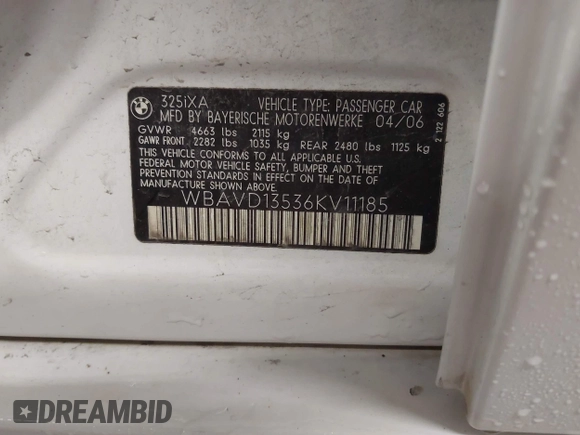 BMW
325iXA VEHICLE TYPE: PASSENGER CAR
MFD BY BAYERISCHE MOTORENWERKE 04/06
GVWR 4663 lbs 2115 kg
GAWR FRONT 2282 lbs 1035 kg REAR 2480 lbs 1125 kg
THIS VEHICLE CONFORMS TO ALL APPLICABLE U.S.
FEDERAL MOTOR VEHICLE SAFETY, BUMPER AND THEFT
PREVENTION STANDARDS IN EFFECT ON THE DATE OF
MANUFACTURE SHOWN ABOVE.
WBAVD13536KV11185
2 122 606
DREAMBID